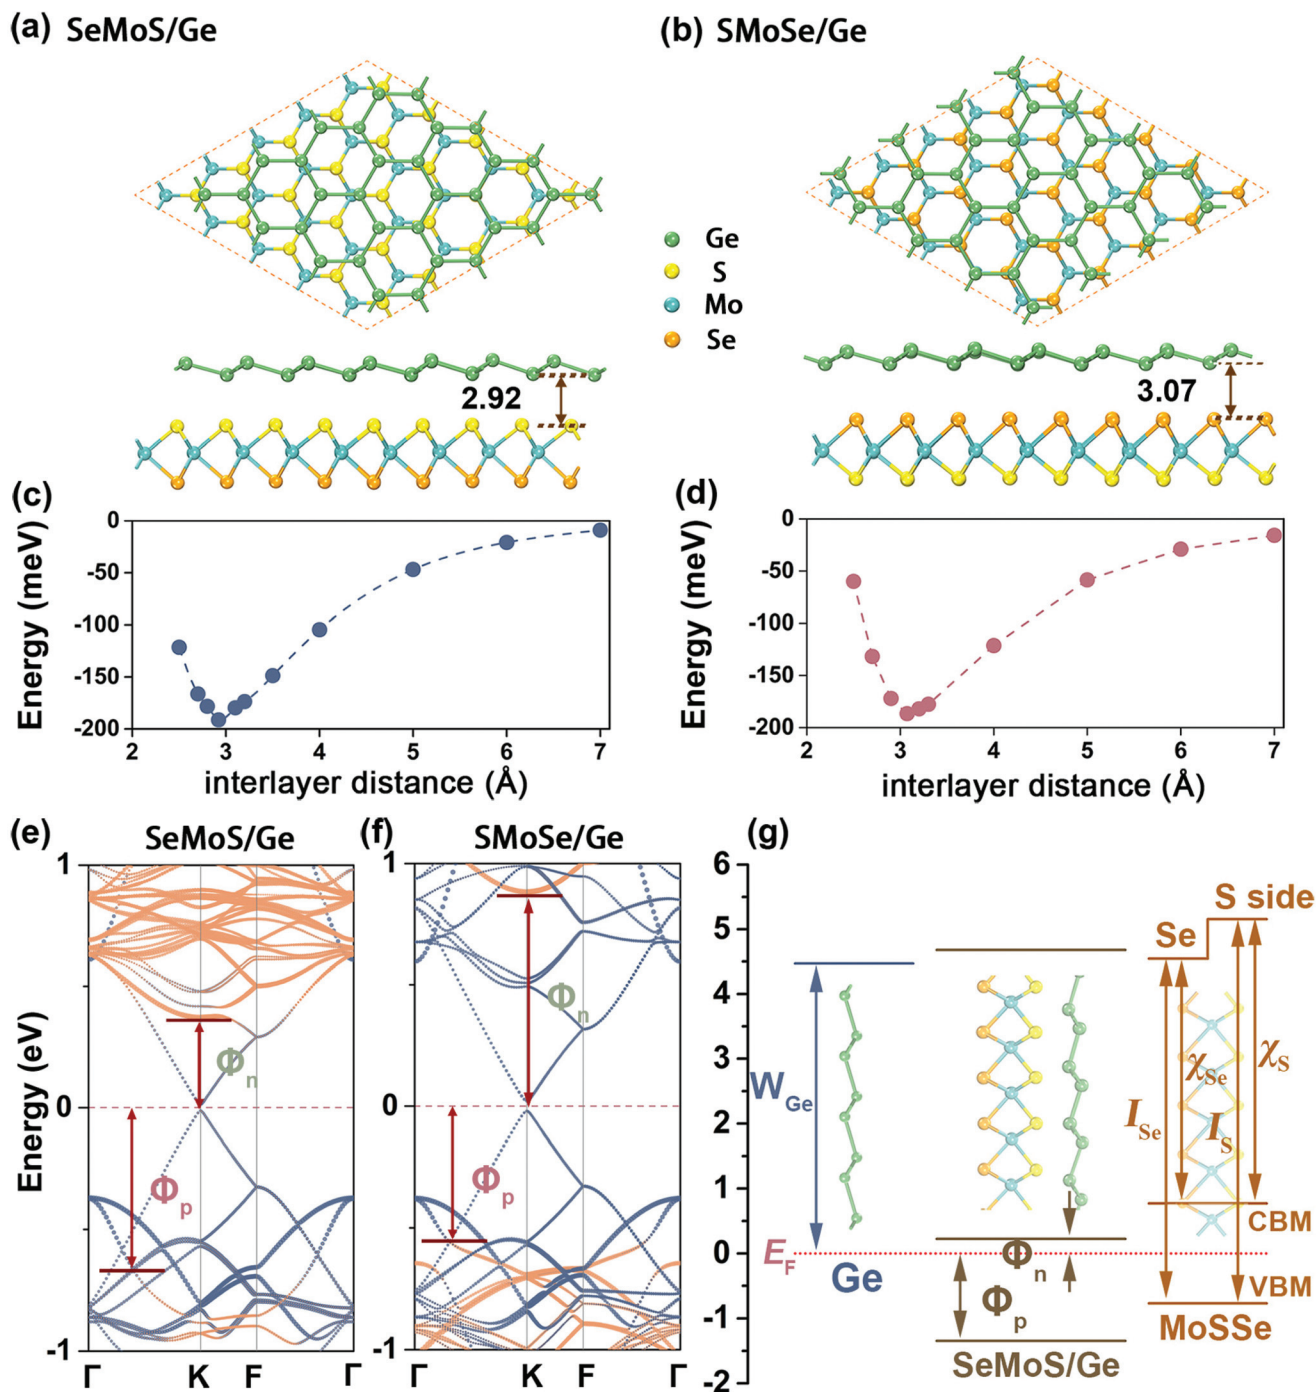 (a) SeMoS/Ge
(b) SMoSe/Ge
Ge
S
Mo
Se
2.92
3.07
(c)
Energy (meV)
0
-50
-100
-150
-200
2 3 4 5 6 7
interlayer distance (Å)
(d)
Energy (meV)
0
-50
-100
-150
-200
2 3 4 5 6 7
interlayer distance (Å)
(e) SeMoS/Ge
Energy (eV)
1
0
-1
Φn
Φp
Γ K F Γ
(f) SMoSe/Ge
1
0
-1
Φn
Φp
Γ K F Γ
(g)
6
5
4
3
2
1
0
-1
-2
S side
Se
WGe
χSe
χS
ISe
IS
CBM
EF
Ge
Φn
Φp
VBM
MoSSe
SeMoS/Ge